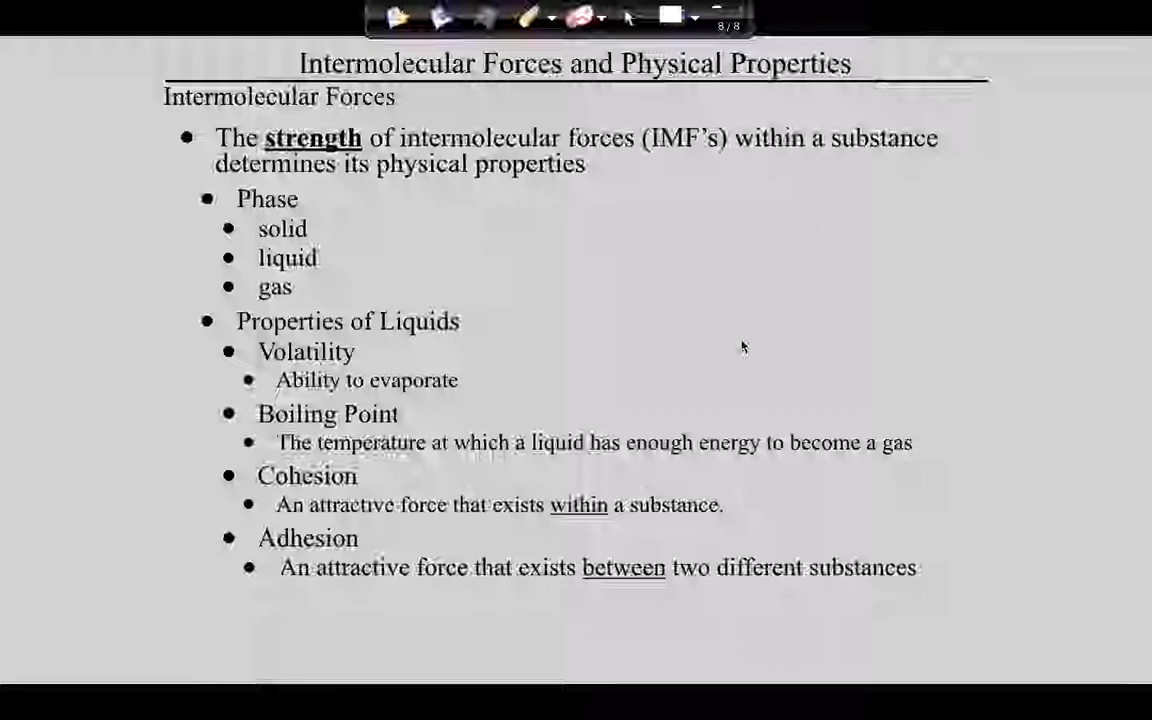 8/8
Intermolecular Forces and Physical Properties
Intermolecular Forces
• The strength of intermolecular forces (IMF's) within a substance
determines its physical properties
• Phase
• solid
• liquid
• gas
• Properties of Liquids
• Volatility
• Ability to evaporate
• Boiling Point
• The temperature at which a liquid has enough energy to become a gas
• Cohesion
• An attractive force that exists within a substance.
• Adhesion
• An attractive force that exists between two different substances